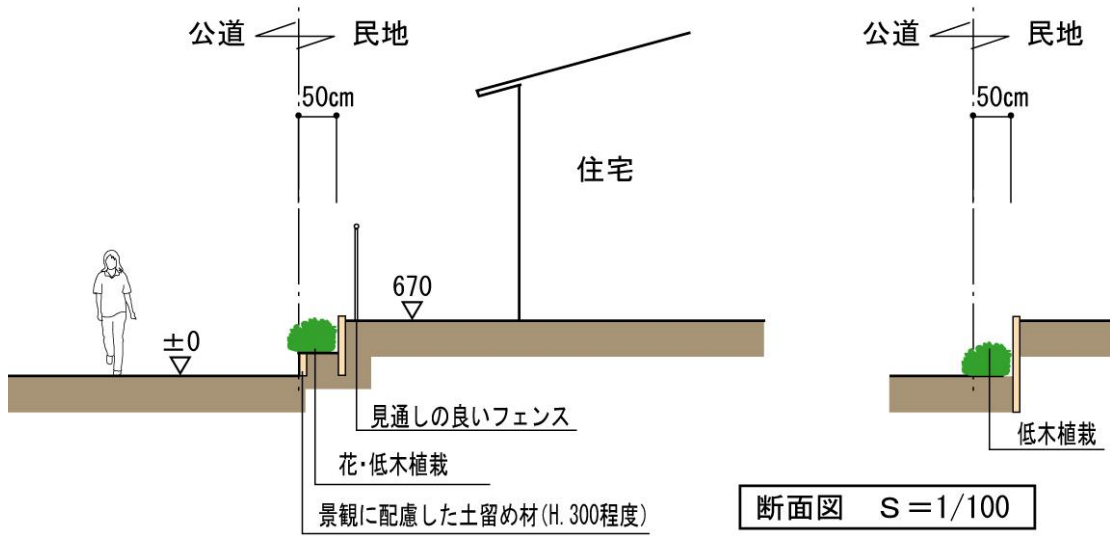 公道 民地
50cm
住宅
670
±0
見通しの良いフェンス
花・低木植栽
景観に配慮した土留め材(H.300程度)
公道 民地
50cm
低木植栽
断面図 S=1/100